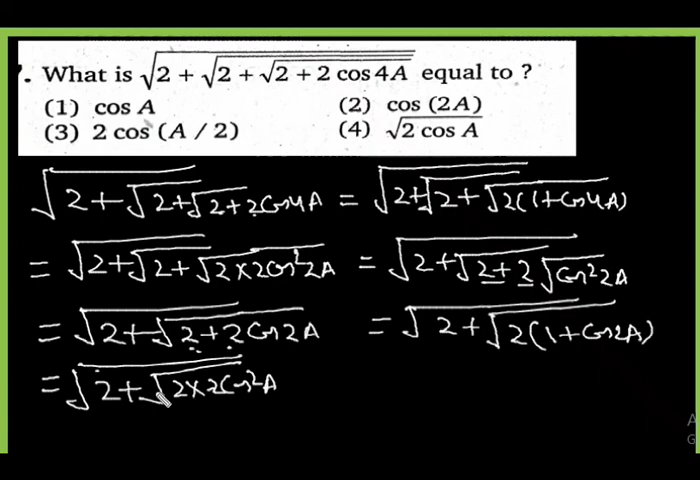 7. What is √2 + √2 + √2 + 2 cos 4A equal to ?
(1) cos A (2) cos (2A)
(3) 2 cos (A / 2) (4) √2 cos A
√2+√2+√2+2cos4A = √2+√2+√2(1+cos4A)
= √2+√2+√2×2cos²2A = √2+√2+2√cos²2A
= √2+√2+2cos2A = √2+√2(1+cos2A)
= √2+√2×2cos²A
A
G